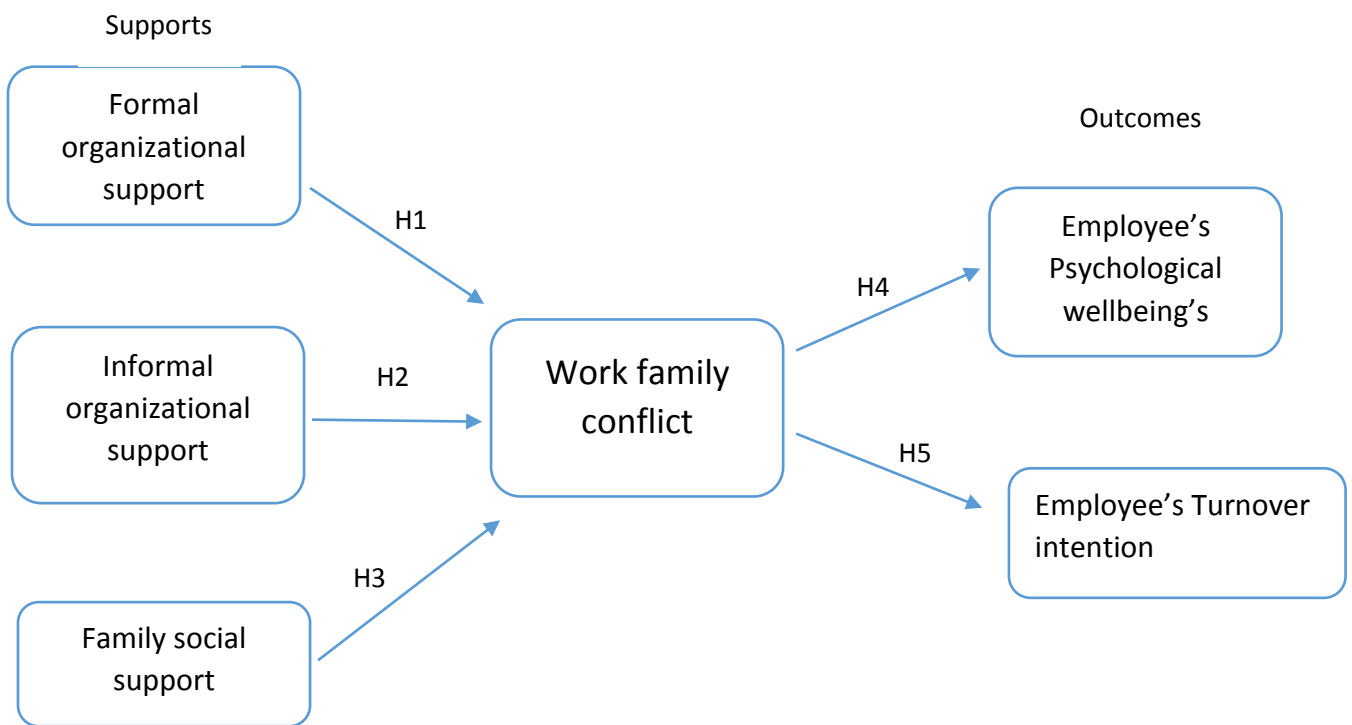 Supports
Formal
organizational
support
H1
Informal
organizational
support
H2
Family social
support
H3
Work family
conflict
Outcomes
H4
Employee’s
Psychological
wellbeing’s
H5
Employee’s Turnover
intention